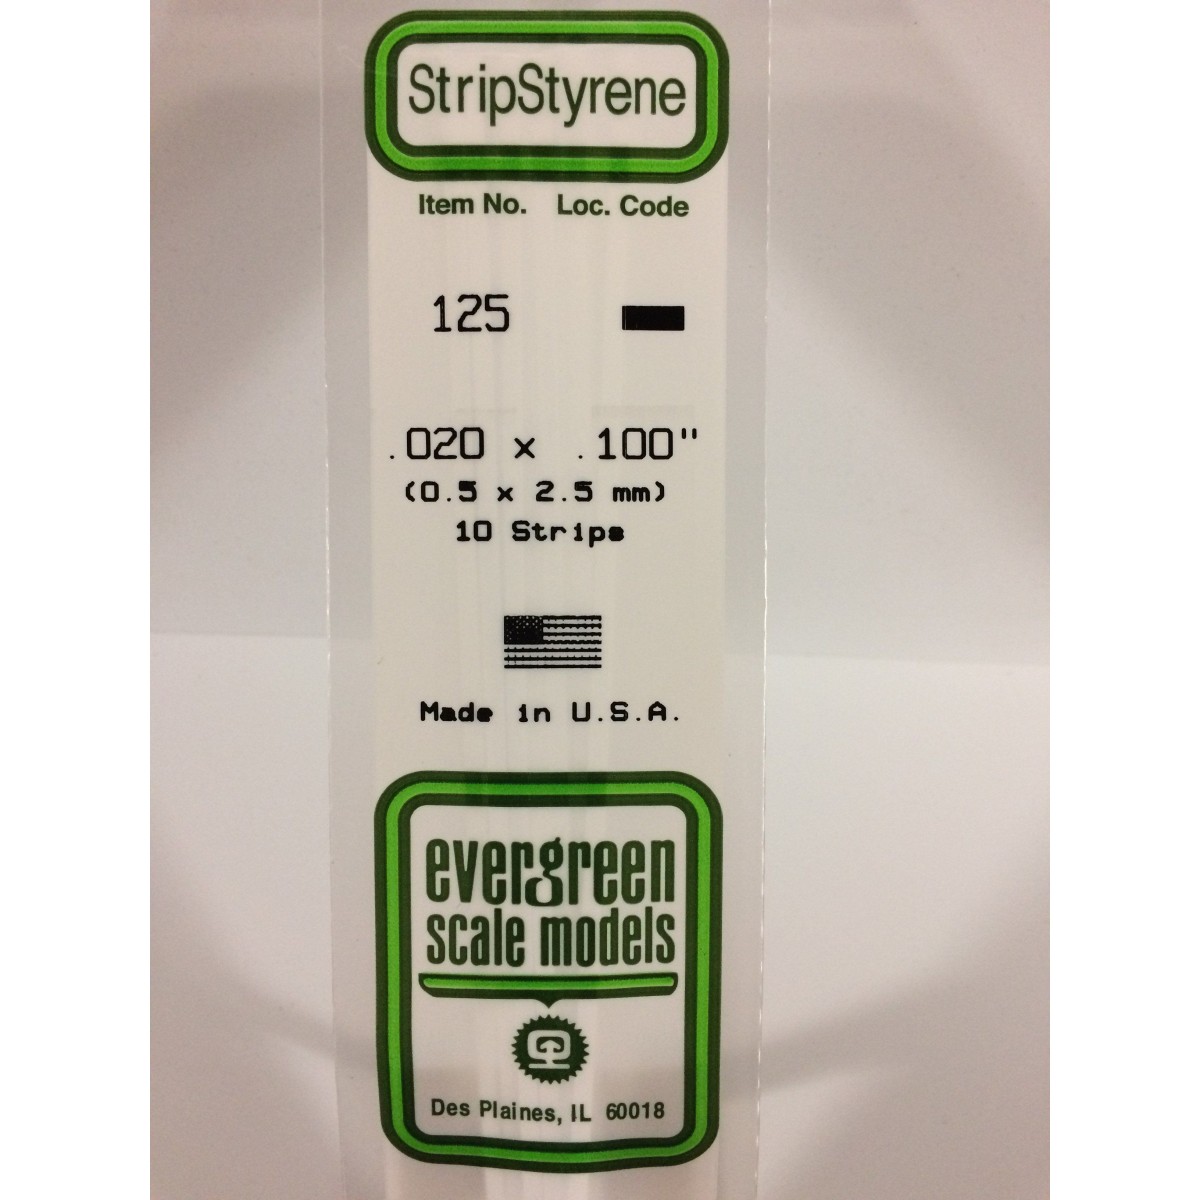 StripStyrene
Item No. Loc. Code
125
.020 x .100"
(0.5 x 2.5 mm)
10 Strips
Made in U.S.A.
evergreen
scale models
Des Plaines, IL 60018